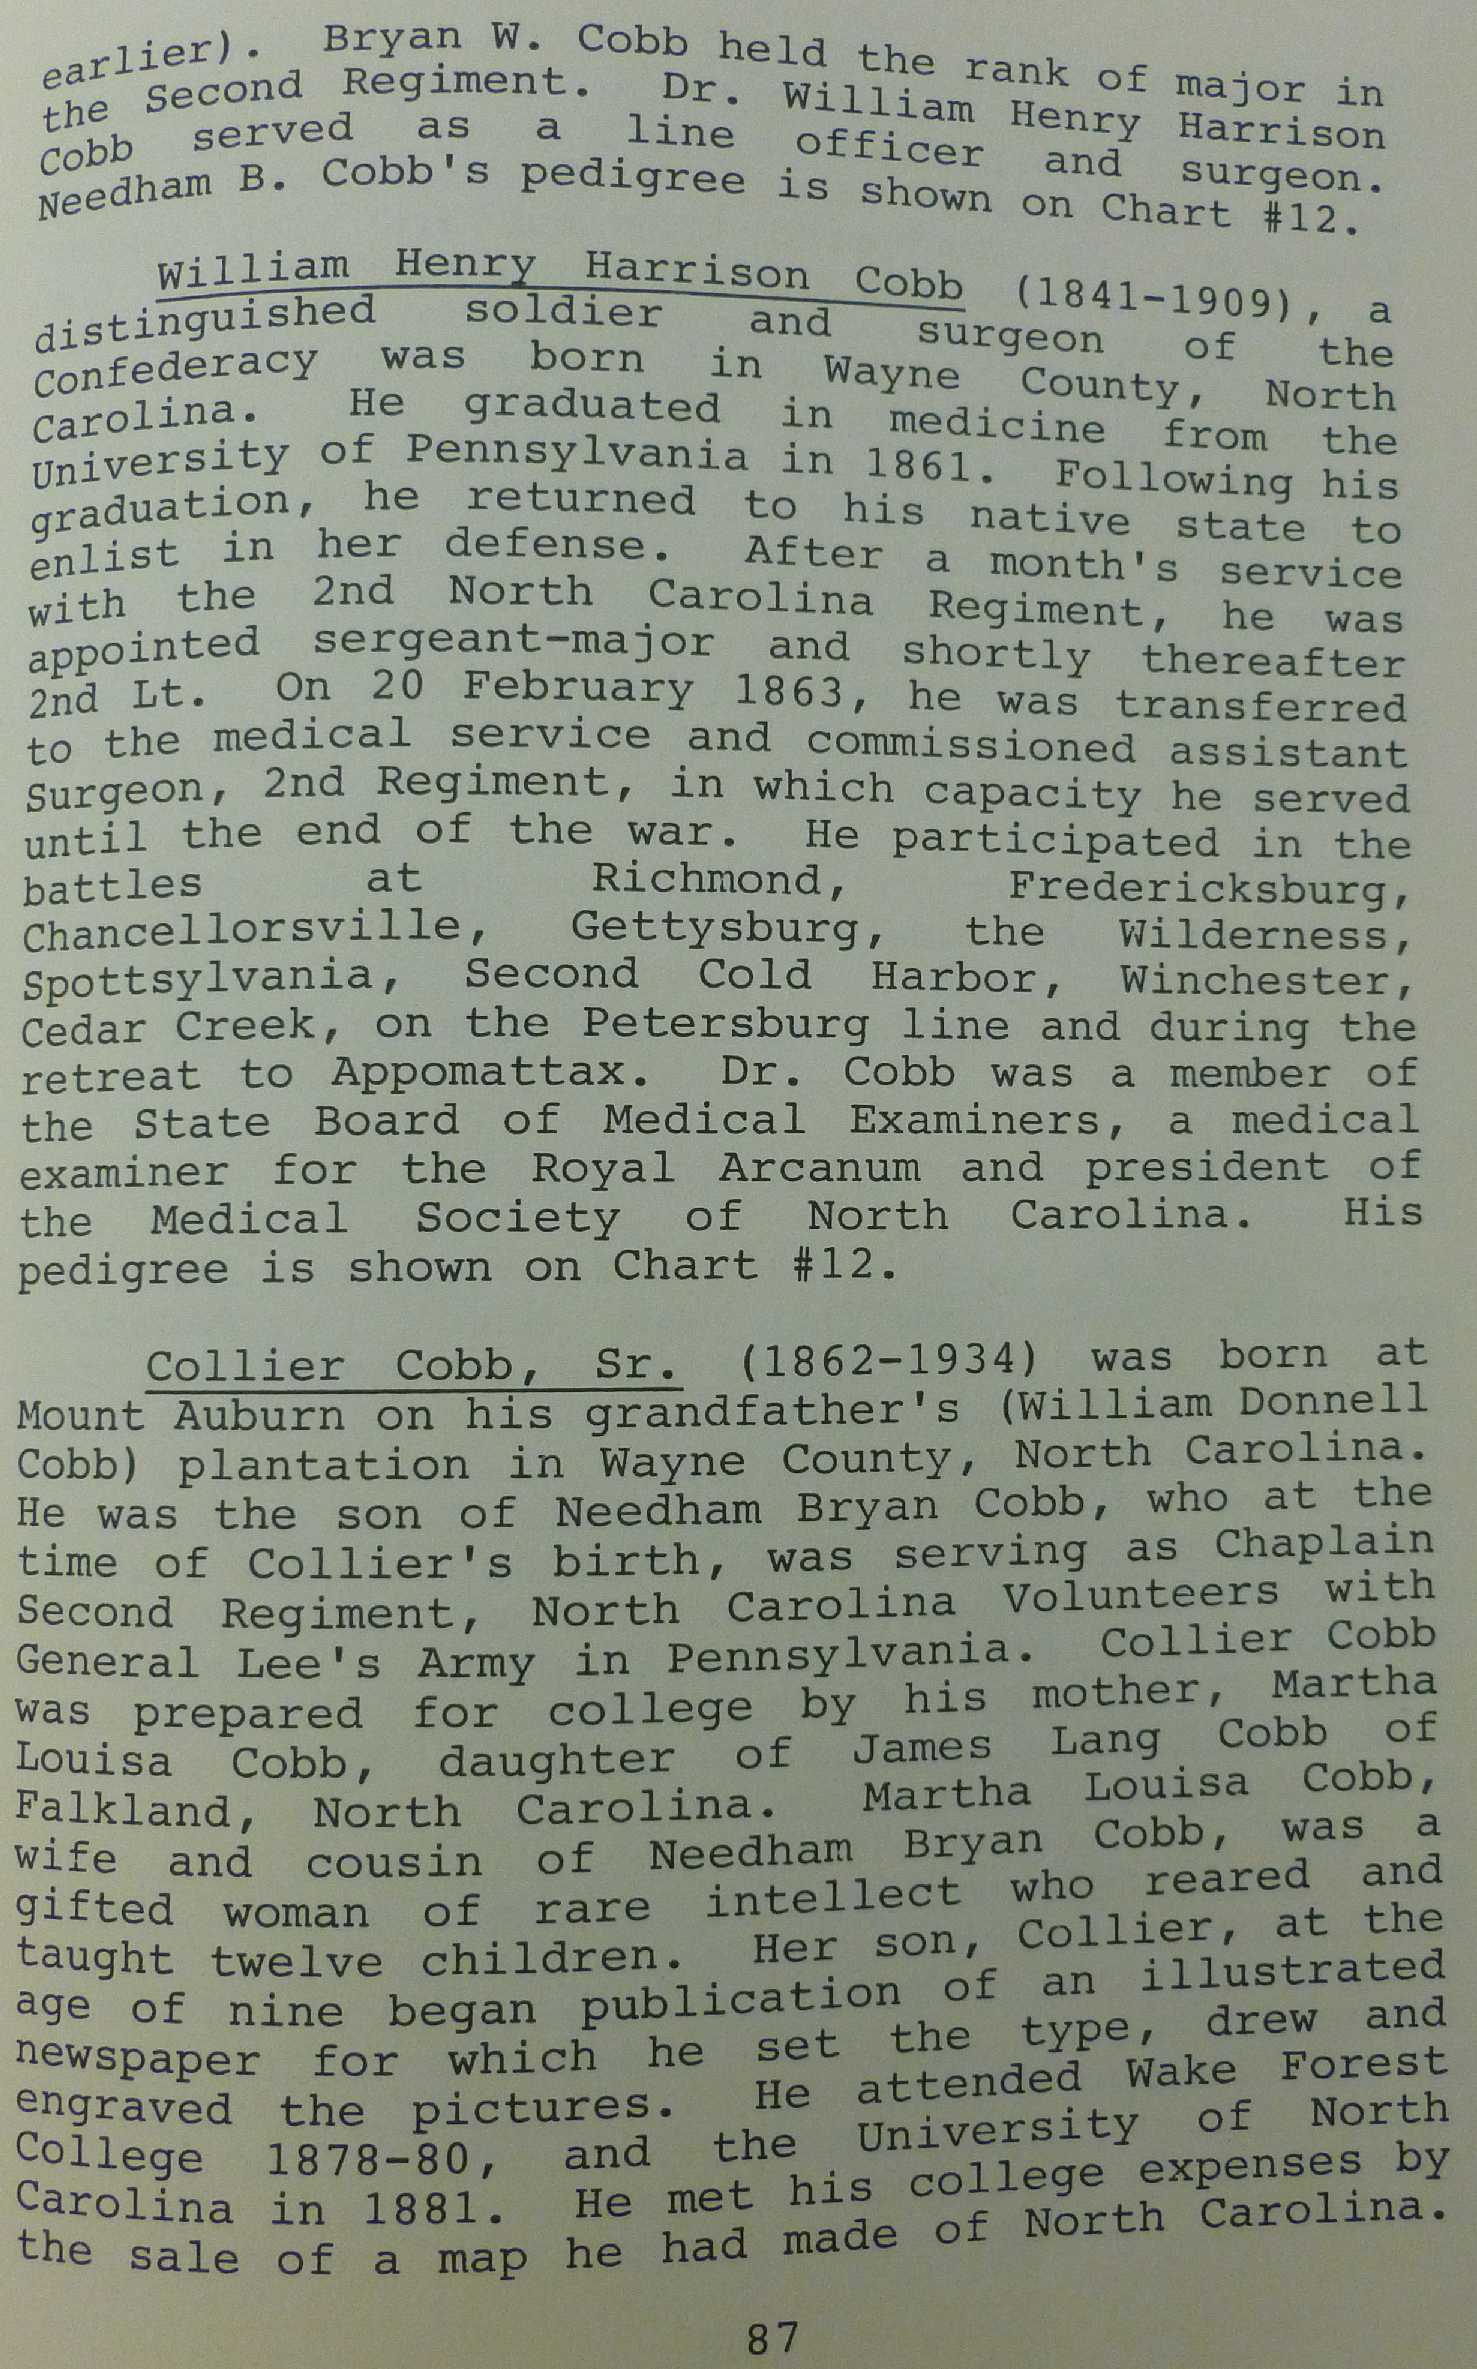 earlier). Bryan W. Cobb held the rank of major in
the Second Regiment. Dr. William Henry Harrison
Cobb served as a line officer and surgeon.
Needham B. Cobb's pedigree is shown on Chart #12.
William Henry Harrison Cobb (1841-1909), a
distinguished soldier and surgeon of the
Confederacy was born in Wayne County, North
Carolina. He graduated in medicine from the
University of Pennsylvania in 1861. Following his
graduation, he returned to his native state to
enlist in her defense. After a month's service
with the 2nd North Carolina Regiment, he was
appointed sergeant-major and shortly thereafter
2nd Lt. On 20 February 1863, he was transferred
to the medical service and commissioned assistant
Surgeon, 2nd Regiment, in which capacity he served
until the end of the war. He participated in the
battles at Richmond, Fredericksburg,
Chancellorsville, Gettysburg, the Wilderness,
Spottsylvania, Second Cold Harbor, Winchester,
Cedar Creek, on the Petersburg line and during the
retreat to Appomattax. Dr. Cobb was a member of
the State Board of Medical Examiners, a medical
examiner for the Royal Arcanum and president of
the Medical Society of North Carolina. His
pedigree is shown on Chart #12.
Collier Cobb, Sr. (1862-1934) was born at
Mount Auburn on his grandfather's (William Donnell
Cobb) plantation in Wayne County, North Carolina.
He was the son of Needham Bryan Cobb, who at the
time of Collier's birth, was serving as Chaplain
Second Regiment, North Carolina Volunteers with
General Lee's Army in Pennsylvania. Collier Cobb
was prepared for college by his mother, Martha
Louisa Cobb, daughter of James Lang Cobb of
Falkland, North Carolina. Martha Louisa Cobb,
wife and cousin of Needham Bryan Cobb, was a
gifted woman of rare intellect who reared and
taught twelve children. Her son, Collier, at the
age of nine began publication of an illustrated
newspaper for which he set the type, drew and
engraved the pictures. He attended Wake Forest
College 1878-80, and the University of North
Carolina in 1881. He met his college expenses by
the sale of a map he had made of North Carolina.
87